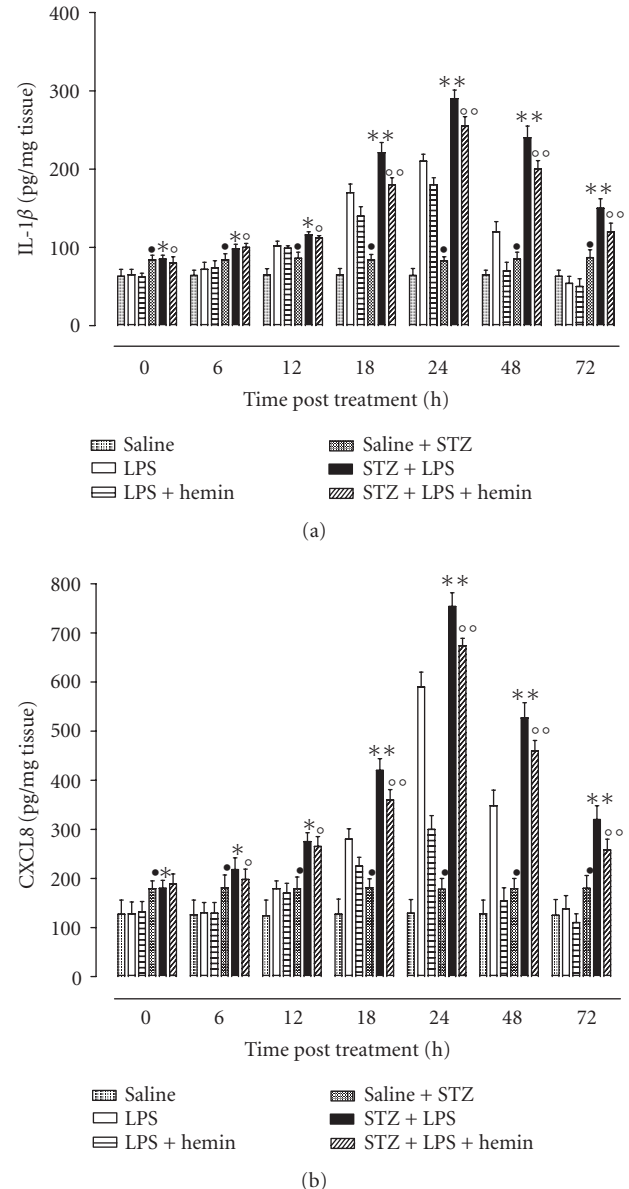 400
300
200
100
0
IL-1β (pg/mg tissue)
● * ○ ● * ○ ● * ○ ● ** ○○ ● ** ○○ ● ** ○○ ● ** ○○
0 6 12 18 24 48 72
Time post treatment (h)
Saline Saline + STZ
LPS STZ + LPS
LPS + hemin STZ + LPS + hemin
(a)
800
700
600
500
400
300
200
100
0
CXCL8 (pg/mg tissue)
● * ● * ○ ● * ○ ● ** ○○ ● ** ○○ ● ** ○○ ● ** ○○
0 6 12 18 24 48 72
Time post treatment (h)
Saline Saline + STZ
LPS STZ + LPS
LPS + hemin STZ + LPS + hemin
(b)